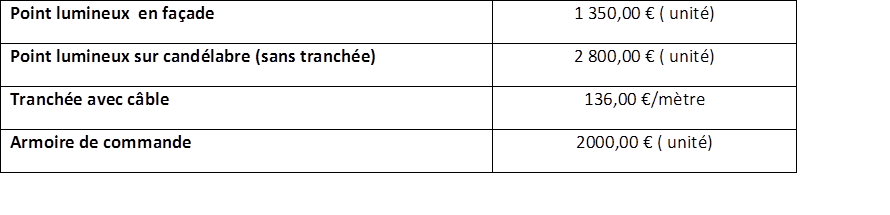 Point lumineux en façade 1 350,00 € ( unité)
Point lumineux sur candélabre (sans tranchée) 2 800,00 € ( unité)
Tranchée avec câble 136,00 €/mètre
Armoire de commande 2000,00 € ( unité)